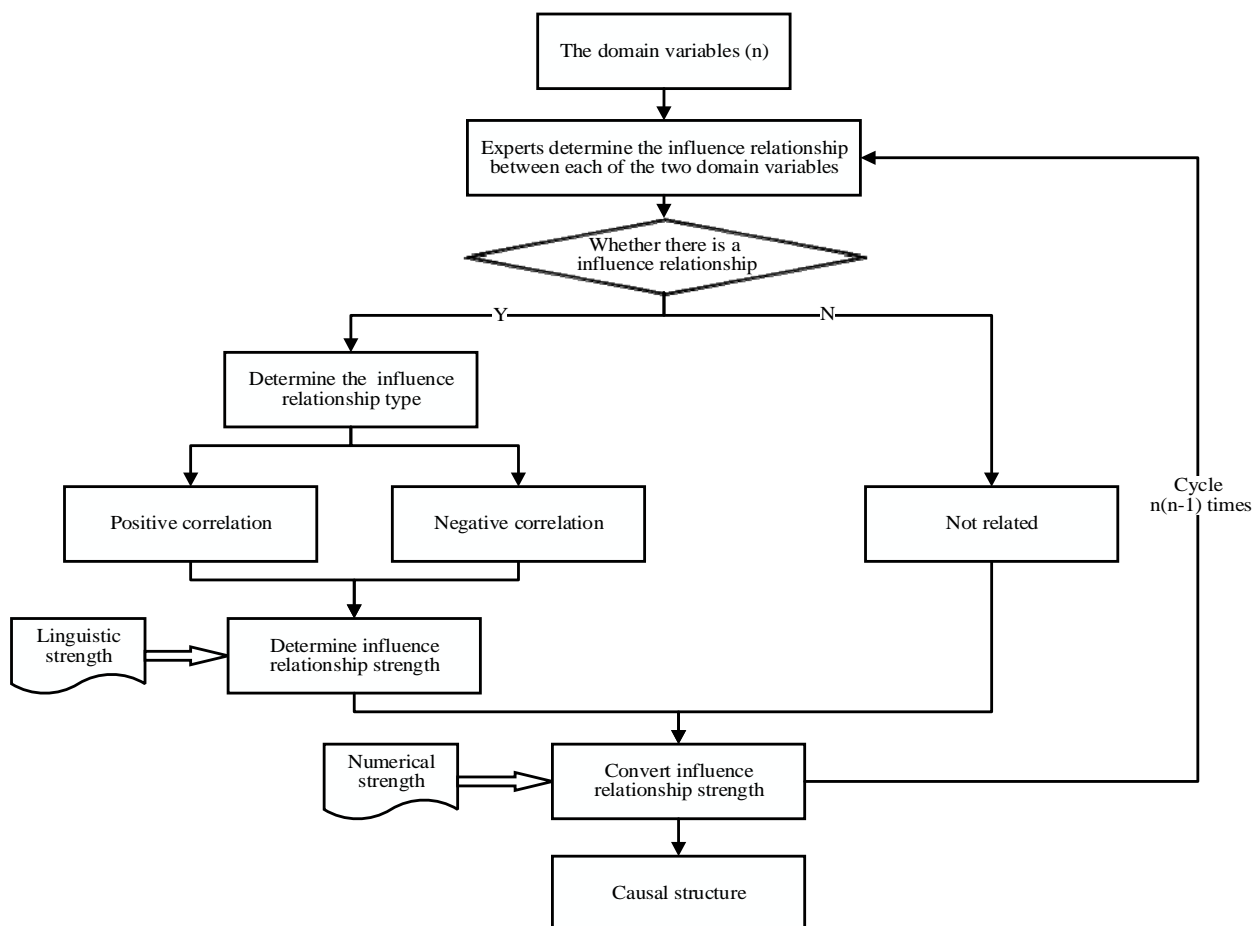 The domain variables (n)
Experts determine the influence relationship
between each of the two domain variables
Whether there is a
influence relationship
Y
N
Determine the influence
relationship type
Positive correlation
Negative correlation
Not related
Cycle
n(n-1) times
Linguistic
strength
Determine influence
relationship strength
Numerical
strength
Convert influence
relationship strength
Causal structure